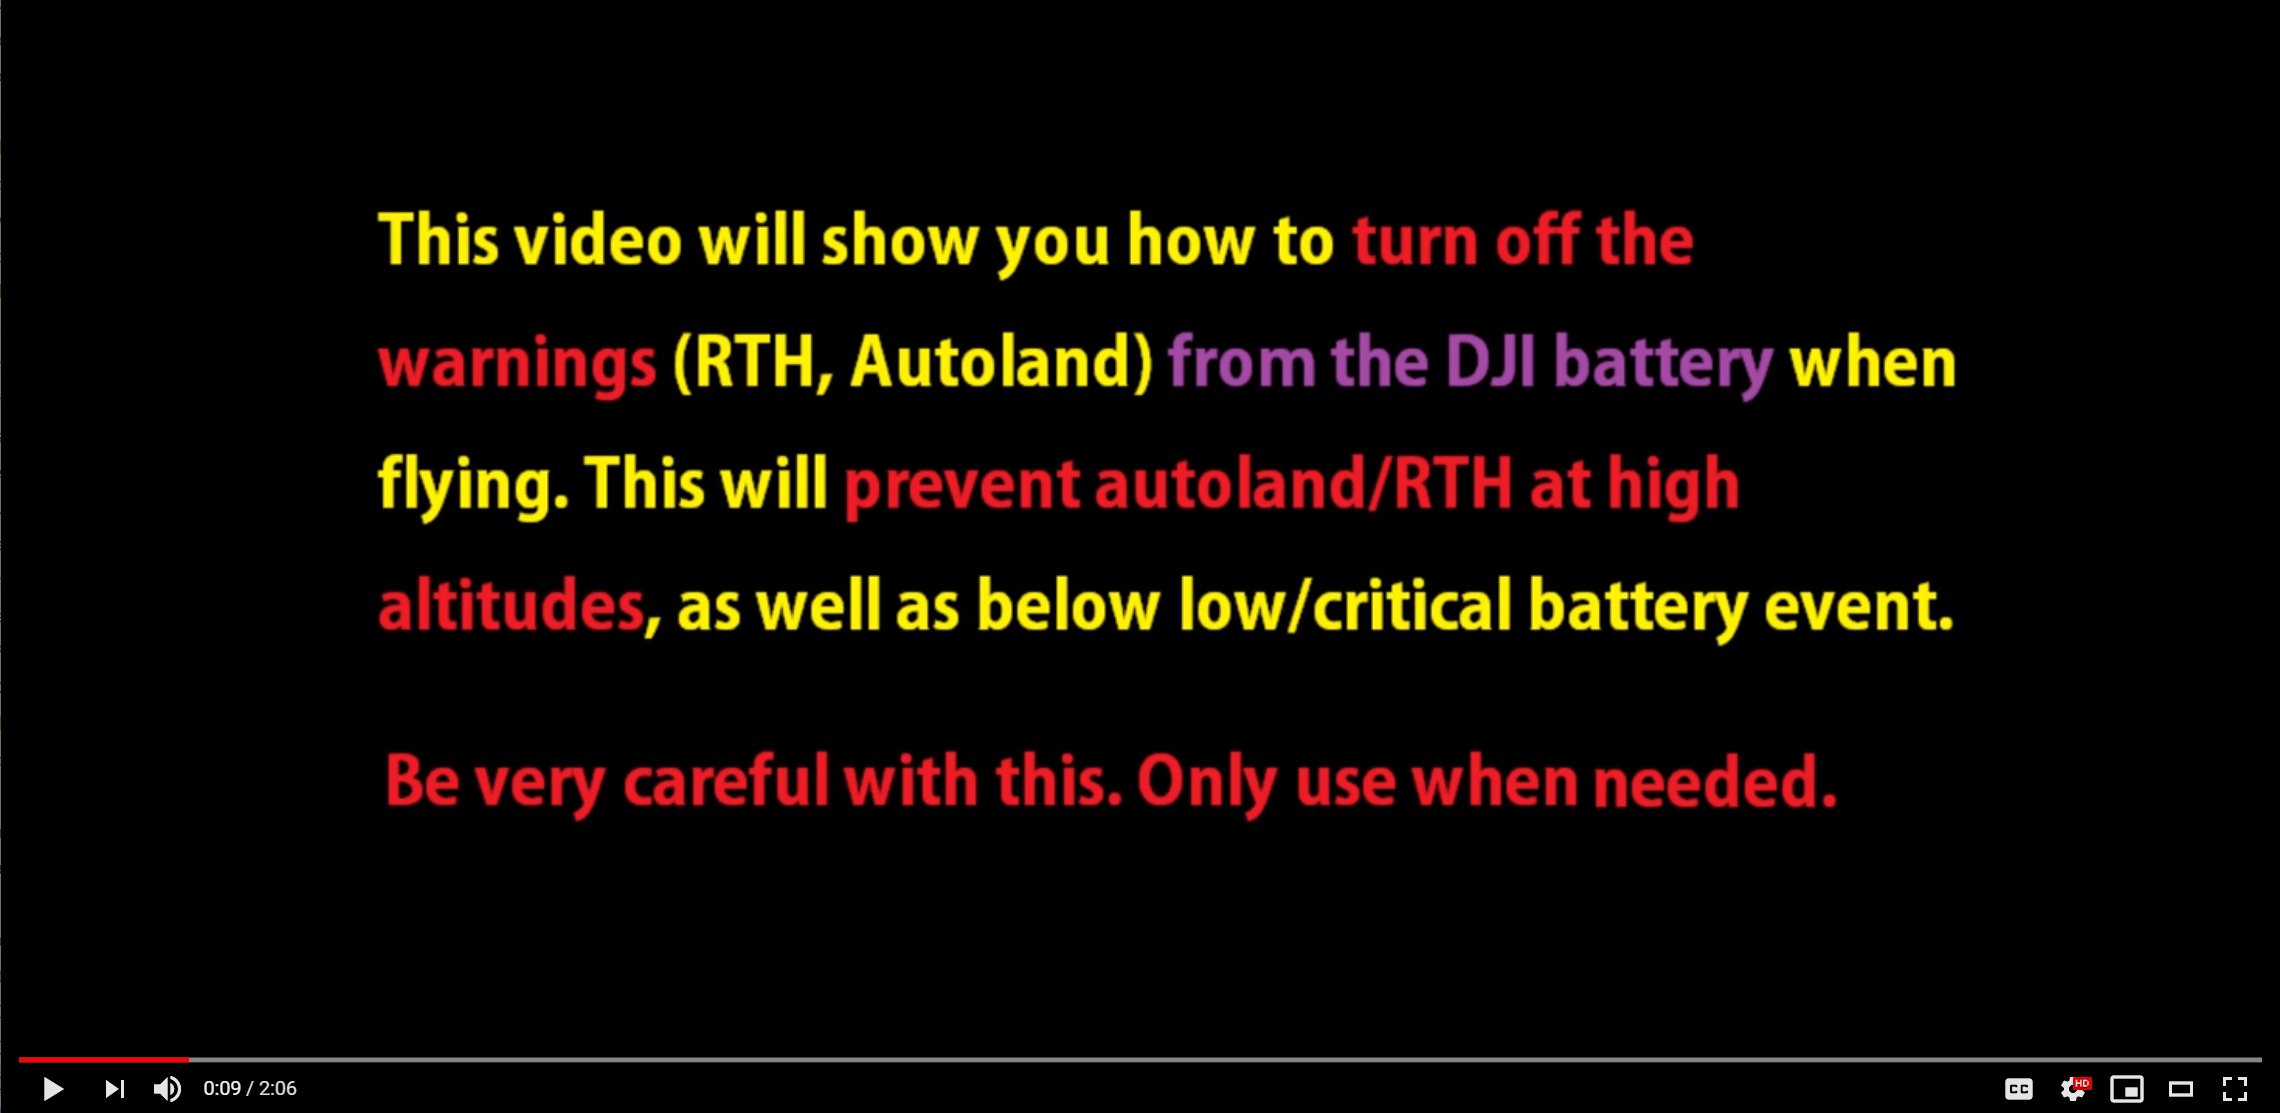 This video will show you how to turn off the
warnings (RTH, Autoland) from the DJI battery when
flying. This will prevent autoland/RTH at high
altitudes, as well as below low/critical battery event.
Be very careful with this. Only use when needed.
0:09 / 2:06
CC
HD